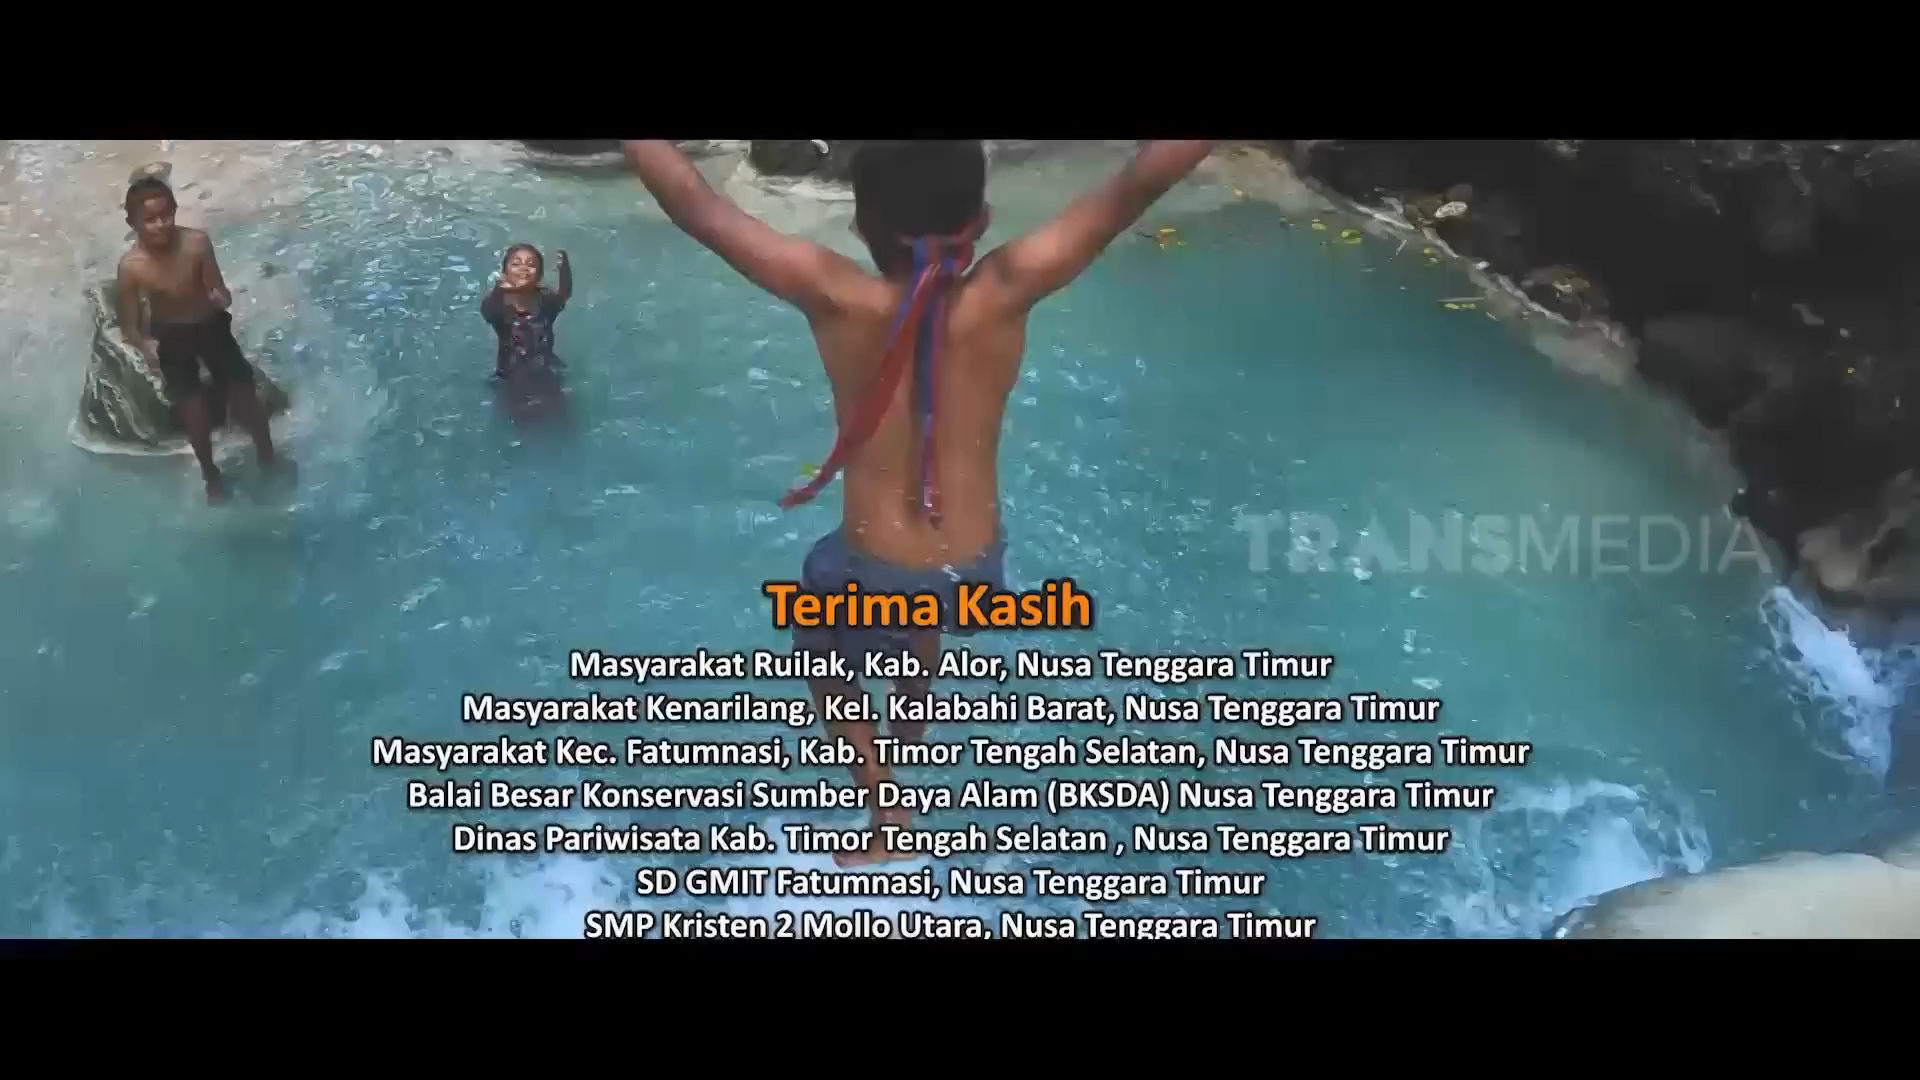 TRANSMEDIA
Terima Kasih
Masyarakat Ruilak, Kab. Alor, Nusa Tenggara Timur
Masyarakat Kenarilang, Kel. Kalabahi Barat, Nusa Tenggara Timur
Masyarakat Kec. Fatumnasi, Kab. Timor Tengah Selatan, Nusa Tenggara Timur
Balai Besar Konservasi Sumber Daya Alam (BKSDA) Nusa Tenggara Timur
Dinas Pariwisata Kab. Timor Tengah Selatan , Nusa Tenggara Timur
SD GMIT Fatumnasi, Nusa Tenggara Timur
SMP Kristen 2 Mollo Utara, Nusa Tenggara Timur